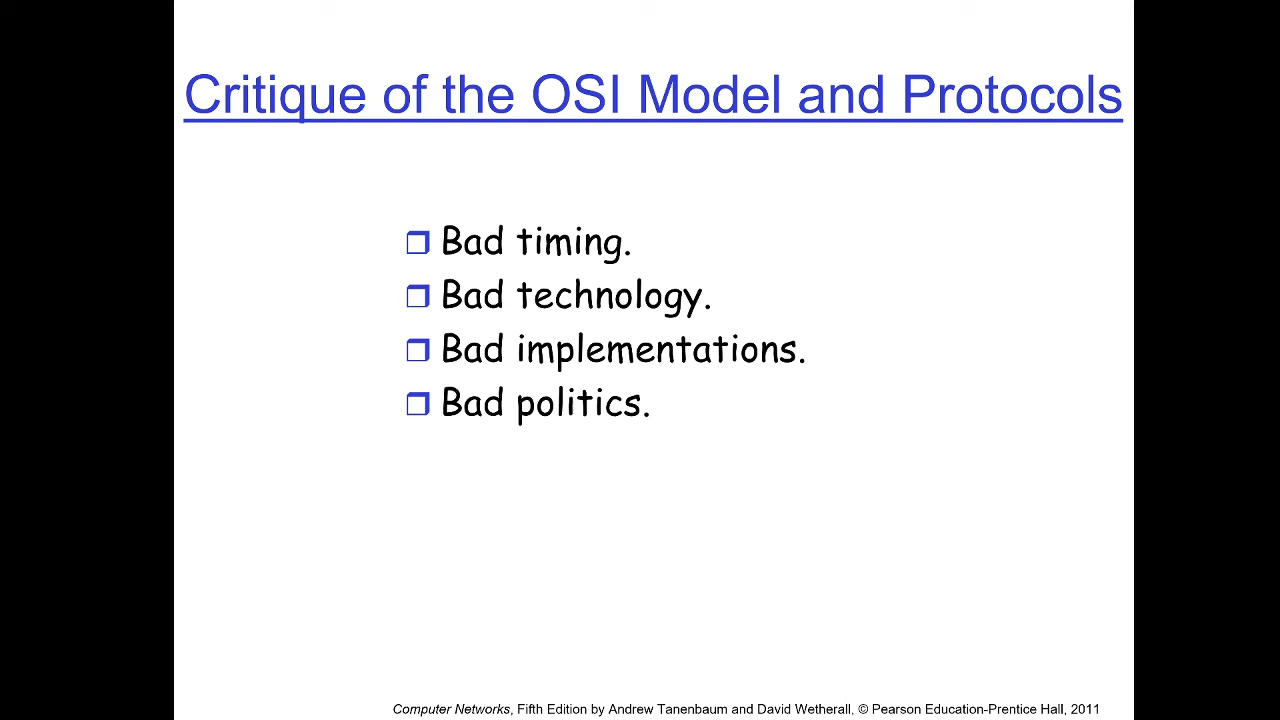 Critique of the OSI Model and Protocols
Bad timing.
Bad technology.
Bad implementations.
Bad politics.
Computer Networks, Fifth Edition by Andrew Tanenbaum and David Wetherall, © Pearson Education-Prentice Hall, 2011